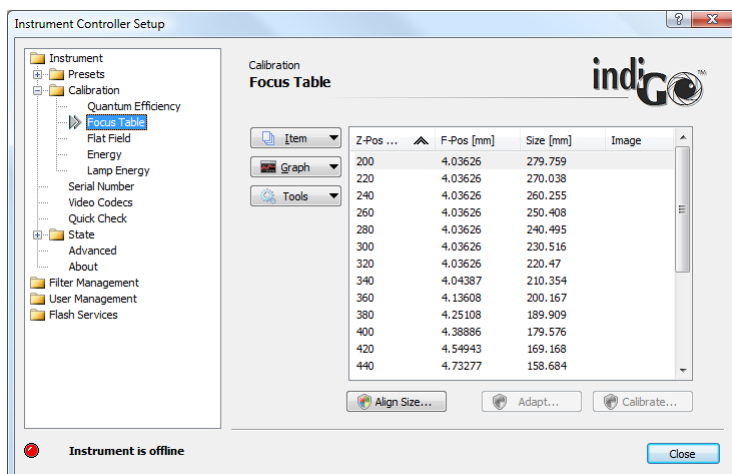 Instrument Controller Setup
Instrument
Presets
Calibration
Quantum Efficiency
Focus Table
Flat Field
Energy
Lamp Energy
Serial Number
Video Codecs
Quick Check
State
Advanced
About
Filter Management
User Management
Flash Services
Calibration
Focus Table
indiGo™
Item
Graph
Tools
Z-Pos ... F-Pos [mm] Size [mm] Image
200 4.03626 279.759
220 4.03626 270.038
240 4.03626 260.255
260 4.03626 250.408
280 4.03626 240.495
300 4.03626 230.516
320 4.03626 220.47
340 4.04387 210.354
360 4.13608 200.167
380 4.25108 189.909
400 4.38886 179.576
420 4.54943 169.168
440 4.73277 158.684
Align Size... Adapt... Calibrate...
Instrument is offline
Close